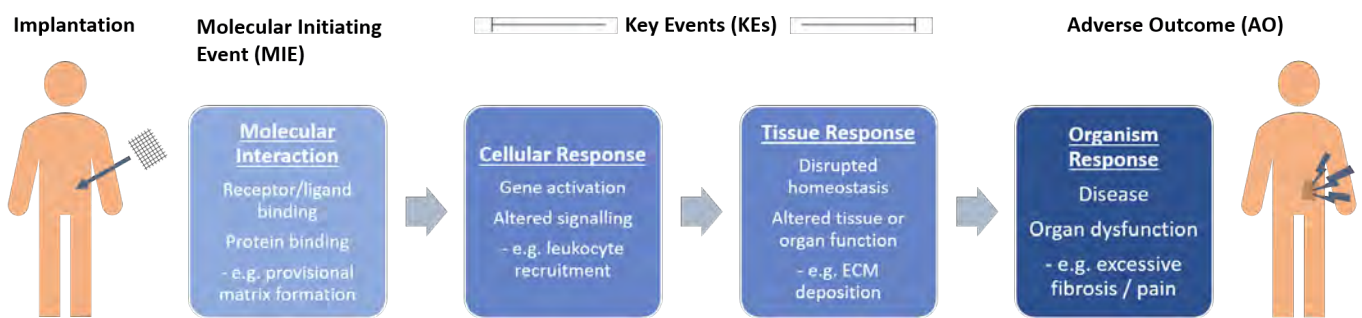 Implantation
Molecular Initiating
Event (MIE)
Key Events (KEs)
Adverse Outcome (AO)
Molecular
Interaction
Receptor/ligand
binding
Protein binding
- e.g. provisional
matrix formation
Cellular Response
Gene activation
Altered signalling
- e.g. leukocyte
recruitment
Tissue Response
Disrupted
homeostasis
Altered tissue or
organ function
- e.g. ECM
deposition
Organism
Response
Disease
Organ dysfunction
- e.g. excessive
fibrosis / pain